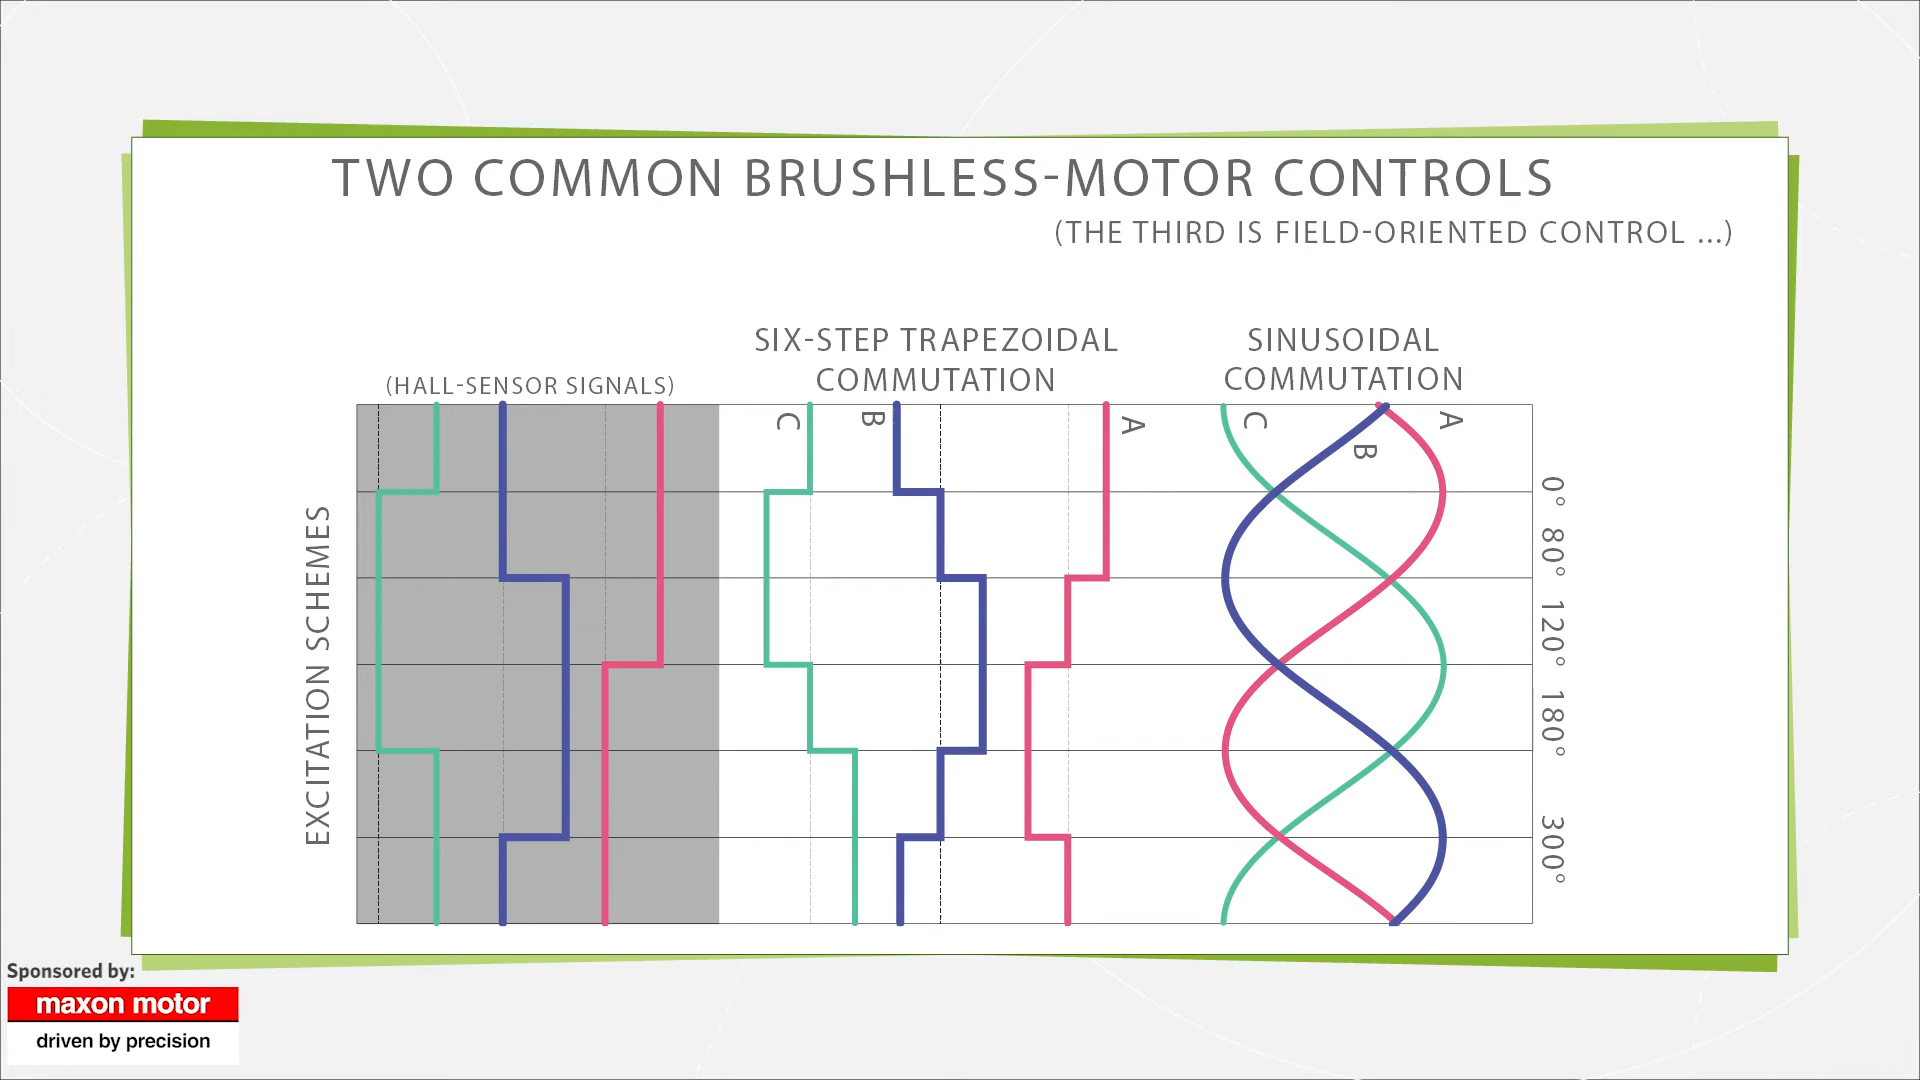 TWO COMMON BRUSHLESS-MOTOR CONTROLS
(THE THIRD IS FIELD-ORIENTED CONTROL ...)
SIX-STEP TRAPEZOIDAL
COMMUTATION
SINUSOIDAL
COMMUTATION
(HALL-SENSOR SIGNALS)
C
B
A
C
B
A
EXCITATION SCHEMES
0°
80°
120°
180°
300°
Sponsored by:
maxon motor
driven by precision